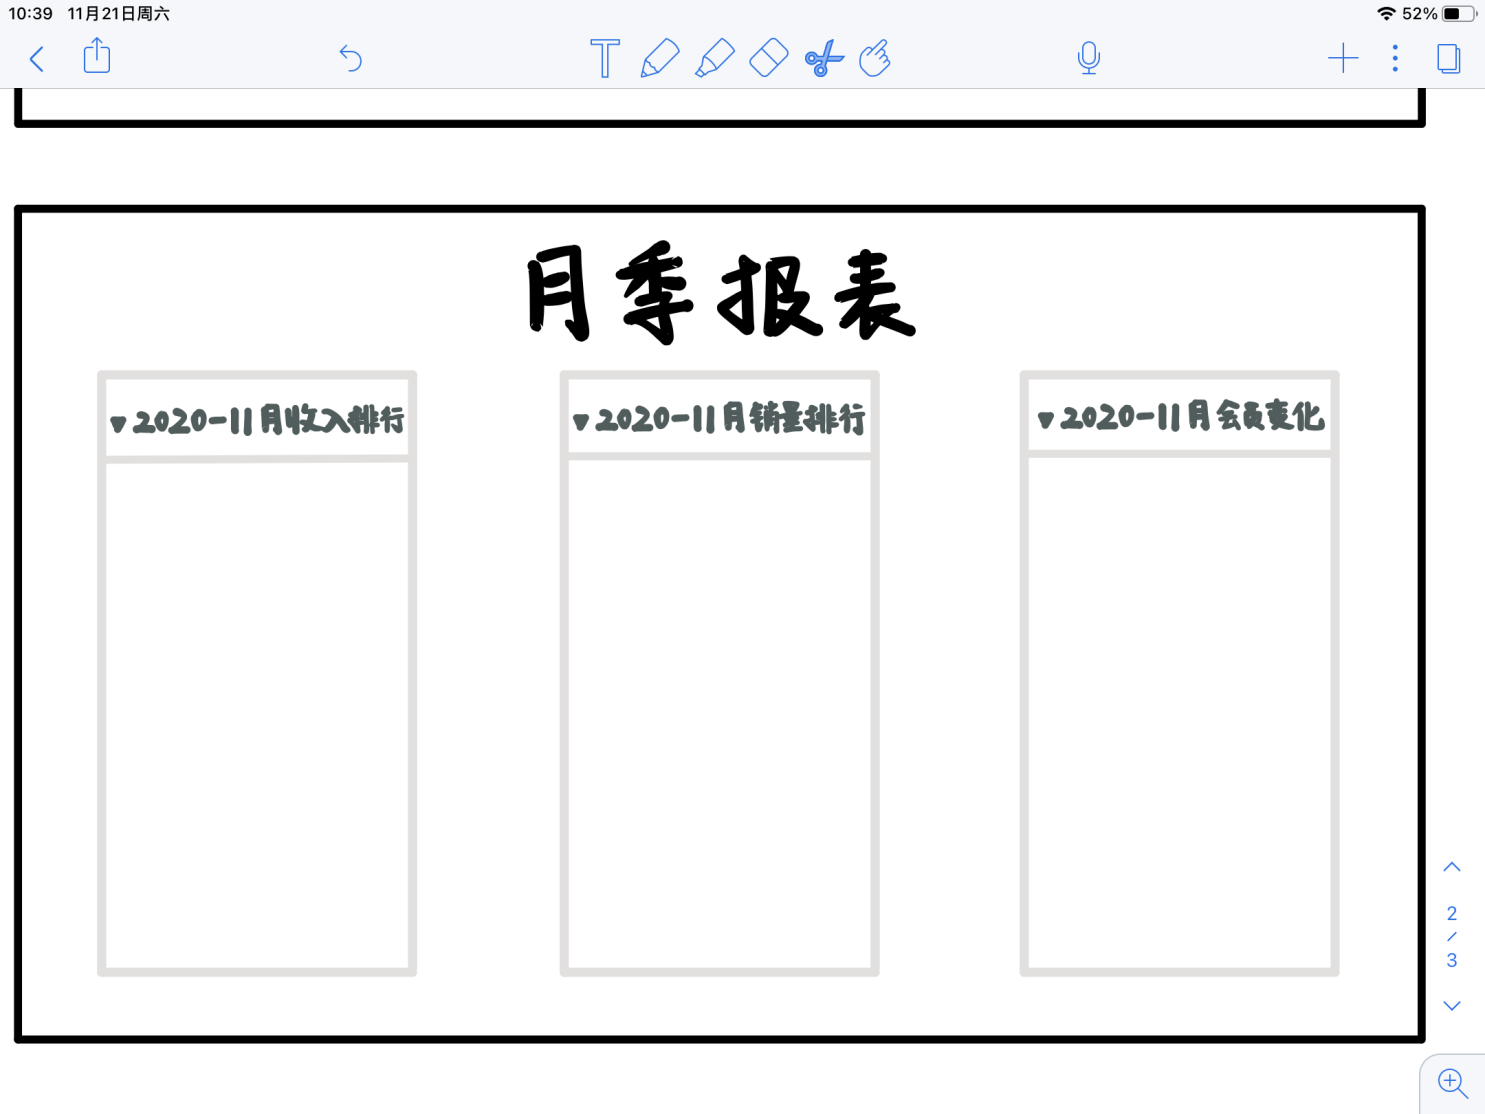 10:39 11月21日周六
52%
T
月季报表
▾2020-11月收入排行
▾2020-11月销量排行
▾2020-11月会员变化
2
/
3